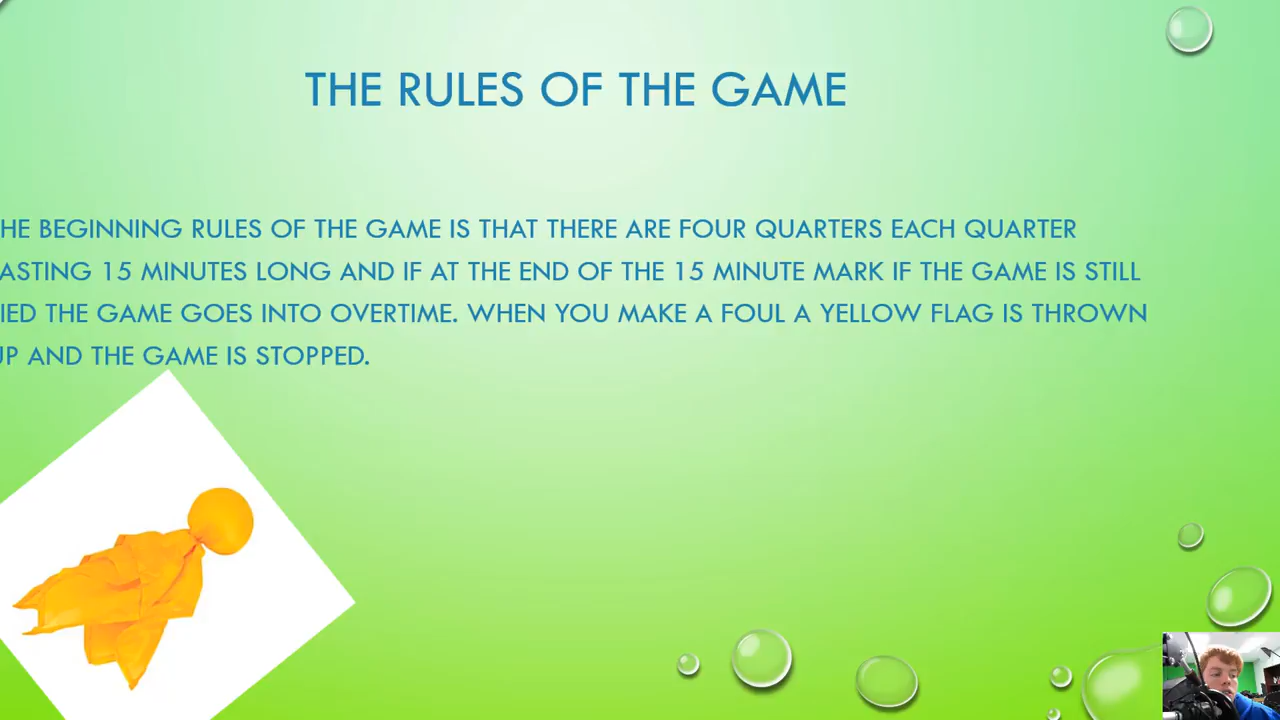 THE RULES OF THE GAME
HE BEGINNING RULES OF THE GAME IS THAT THERE ARE FOUR QUARTERS EACH QUARTER
ASTING 15 MINUTES LONG AND IF AT THE END OF THE 15 MINUTE MARK IF THE GAME IS STILL
IED THE GAME GOES INTO OVERTIME. WHEN YOU MAKE A FOUL A YELLOW FLAG IS THROWN
UP AND THE GAME IS STOPPED.